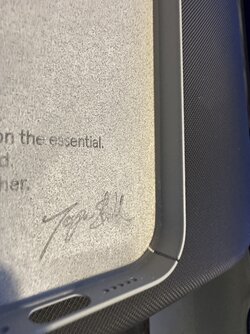 on the essential.
d.
her.